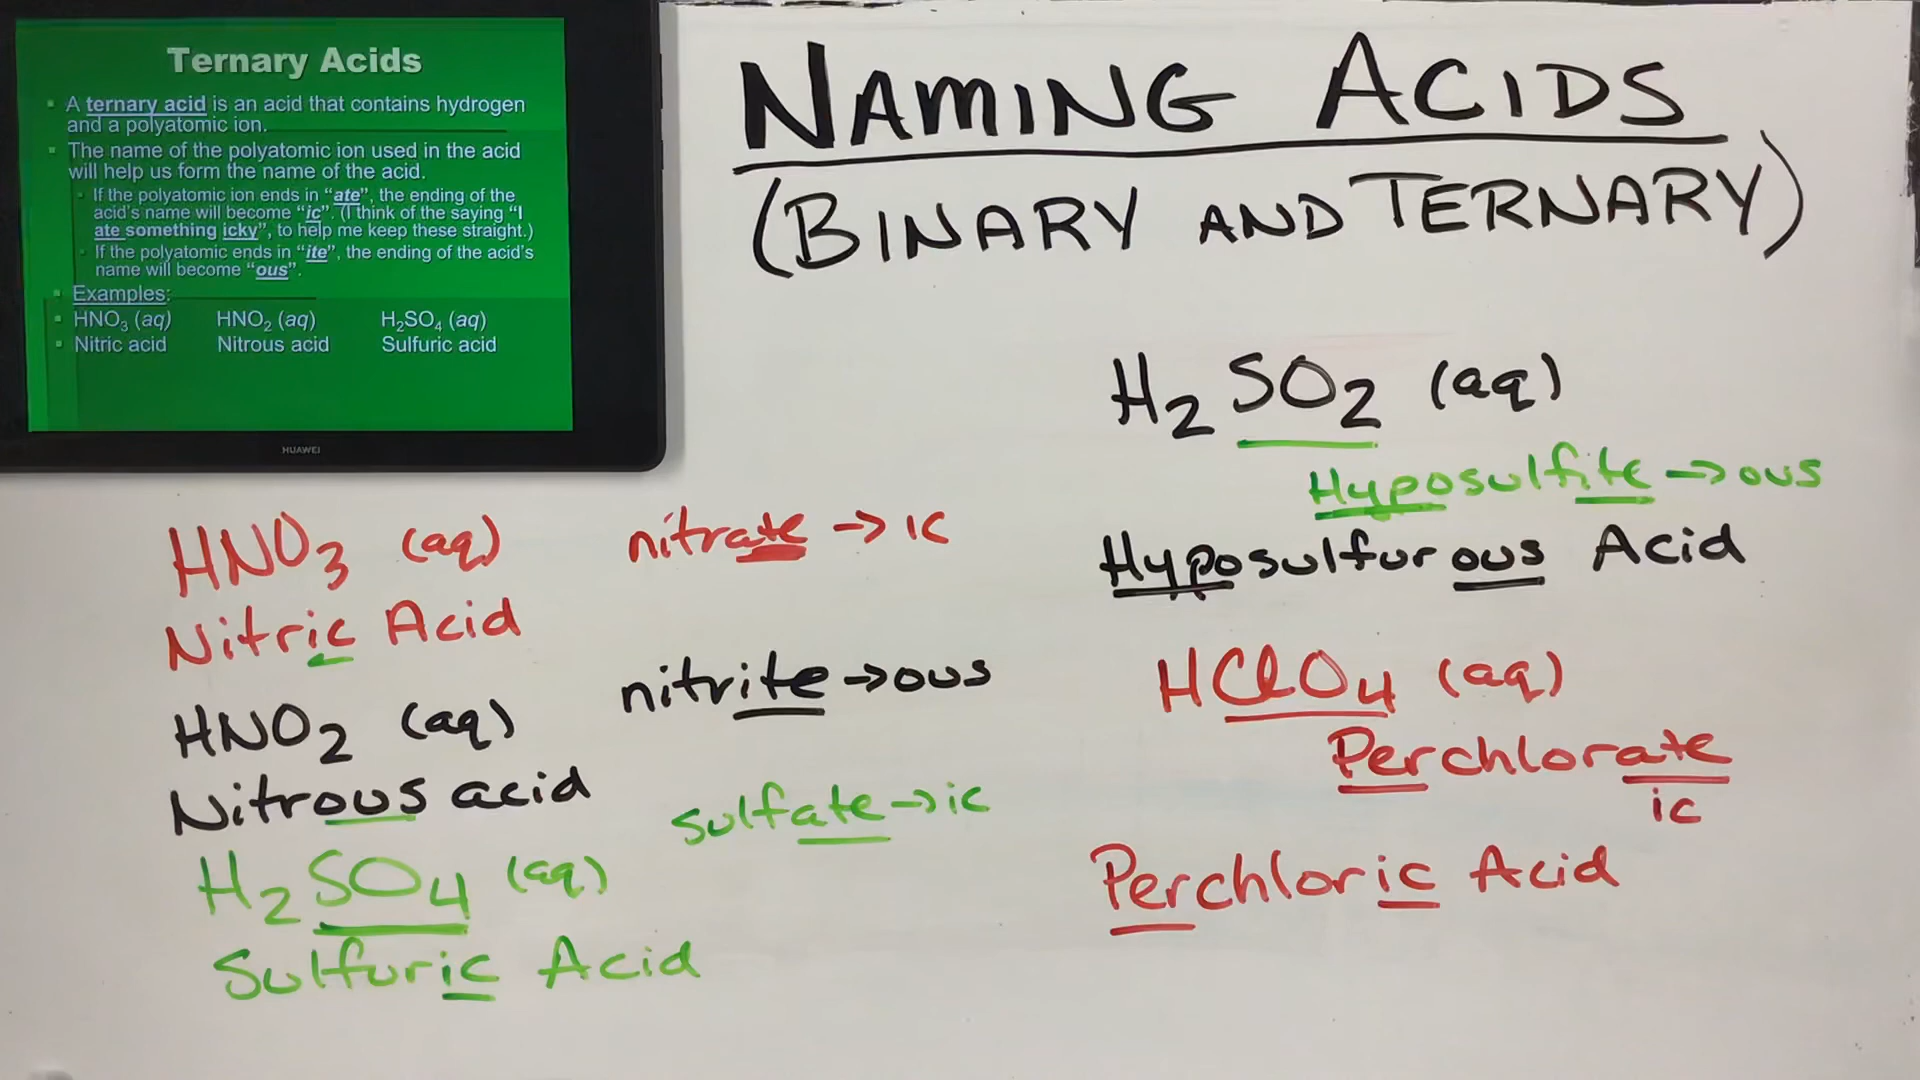 Ternary Acids
▪ A ternary acid is an acid that contains hydrogen
and a polyatomic ion.
▪ The name of the polyatomic ion used in the acid
will help us form the name of the acid.
▪ If the polyatomic ion ends in “ate”, the ending of the
acid's name will become “ic”. (I think of the saying “I
ate something icky”, to help me keep these straight.)
▪ If the polyatomic ends in “ite”, the ending of the acid's
name will become “ous”.
▪ Examples:
▪ HNO₃ (aq) HNO₂ (aq) H₂SO₄ (aq)
▪ Nitric acid Nitrous acid Sulfuric acid
HUAWEI
NAMING ACIDS
(BINARY AND TERNARY)
HNO₃ (aq) nitrate → ic
Nitric Acid
HNO₂ (aq) nitrite → ous
Nitrous acid
H₂SO₄ (aq) sulfate → ic
Sulfuric Acid
H₂SO₂ (aq)
Hyposulfite → ous
Hyposulfurous Acid
HClO₄ (aq)
Perchlorate
ic
Perchloric Acid